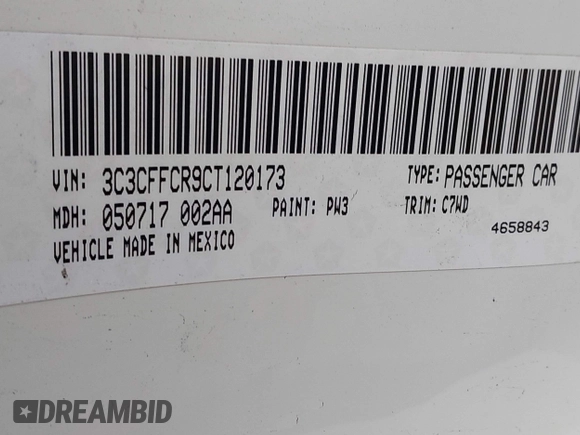 VIN: 3C3CFFCR9CT120173 TYPE: PASSENGER CAR
MDH: 050717 002AA PAINT: PW3 TRIM: C7WD
VEHICLE MADE IN MEXICO 4658843
DREAMBID